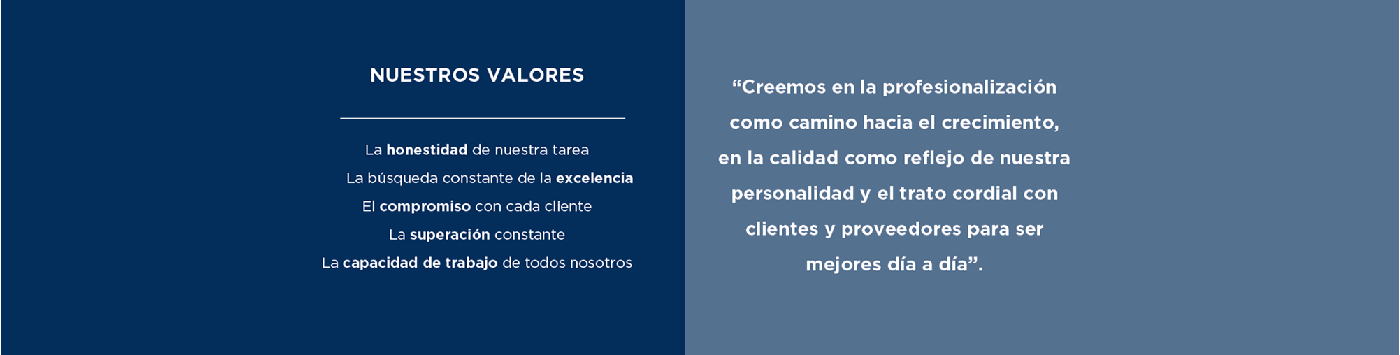 NUESTROS VALORES
La honestidad de nuestra tarea
La búsqueda constante de la excelencia
El compromiso con cada cliente
La superación constante
La capacidad de trabajo de todos nosotros
“Creemos en la profesionalización
como camino hacia el crecimiento,
en la calidad como reflejo de nuestra
personalidad y el trato cordial con
clientes y proveedores para ser
mejores día a día”.